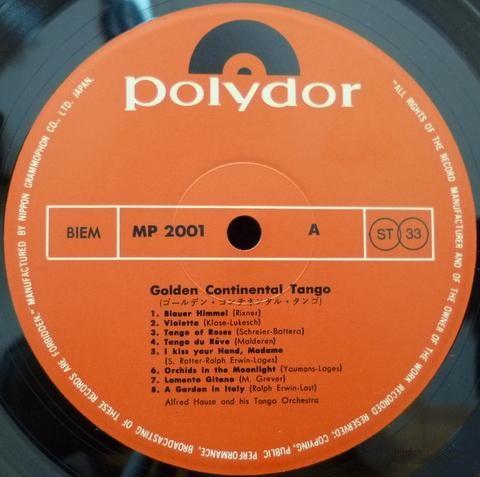 polydor
BIEM
MP 2001
A
ST 33
Golden Continental Tango
(ゴールデン・コンチネンタル・タンゴ)
1. Blauer Himmel (Rixner)
2. Violetta (Klose-Lukesch)
3. Tango of Roses (Schreier-Bottero)
4. Tango du Rêve (Malderen)
5. I kiss your Hand, Madame
(S. Rotter-Ralph Erwin-Loges)
6. Orchids in the Moonlight (Youmans-Loges)
7. Lamento Gitano (M. Grever)
8. A Garden in Italy (Ralph Erwin-Last)
Alfred Hause and his Tango Orchestra
"ALL RIGHTS OF THE RECORD MANUFACTURER AND OF THE OWNER OF THE WORK RECORDED RESERVED. COPYING, PUBLIC PERFORMANCE, BROADCASTING OF THESE RECORDS ARE FORBIDDEN" MANUFACTURED BY NIPPON GRAMMOPHON CO., LTD. JAPAN.